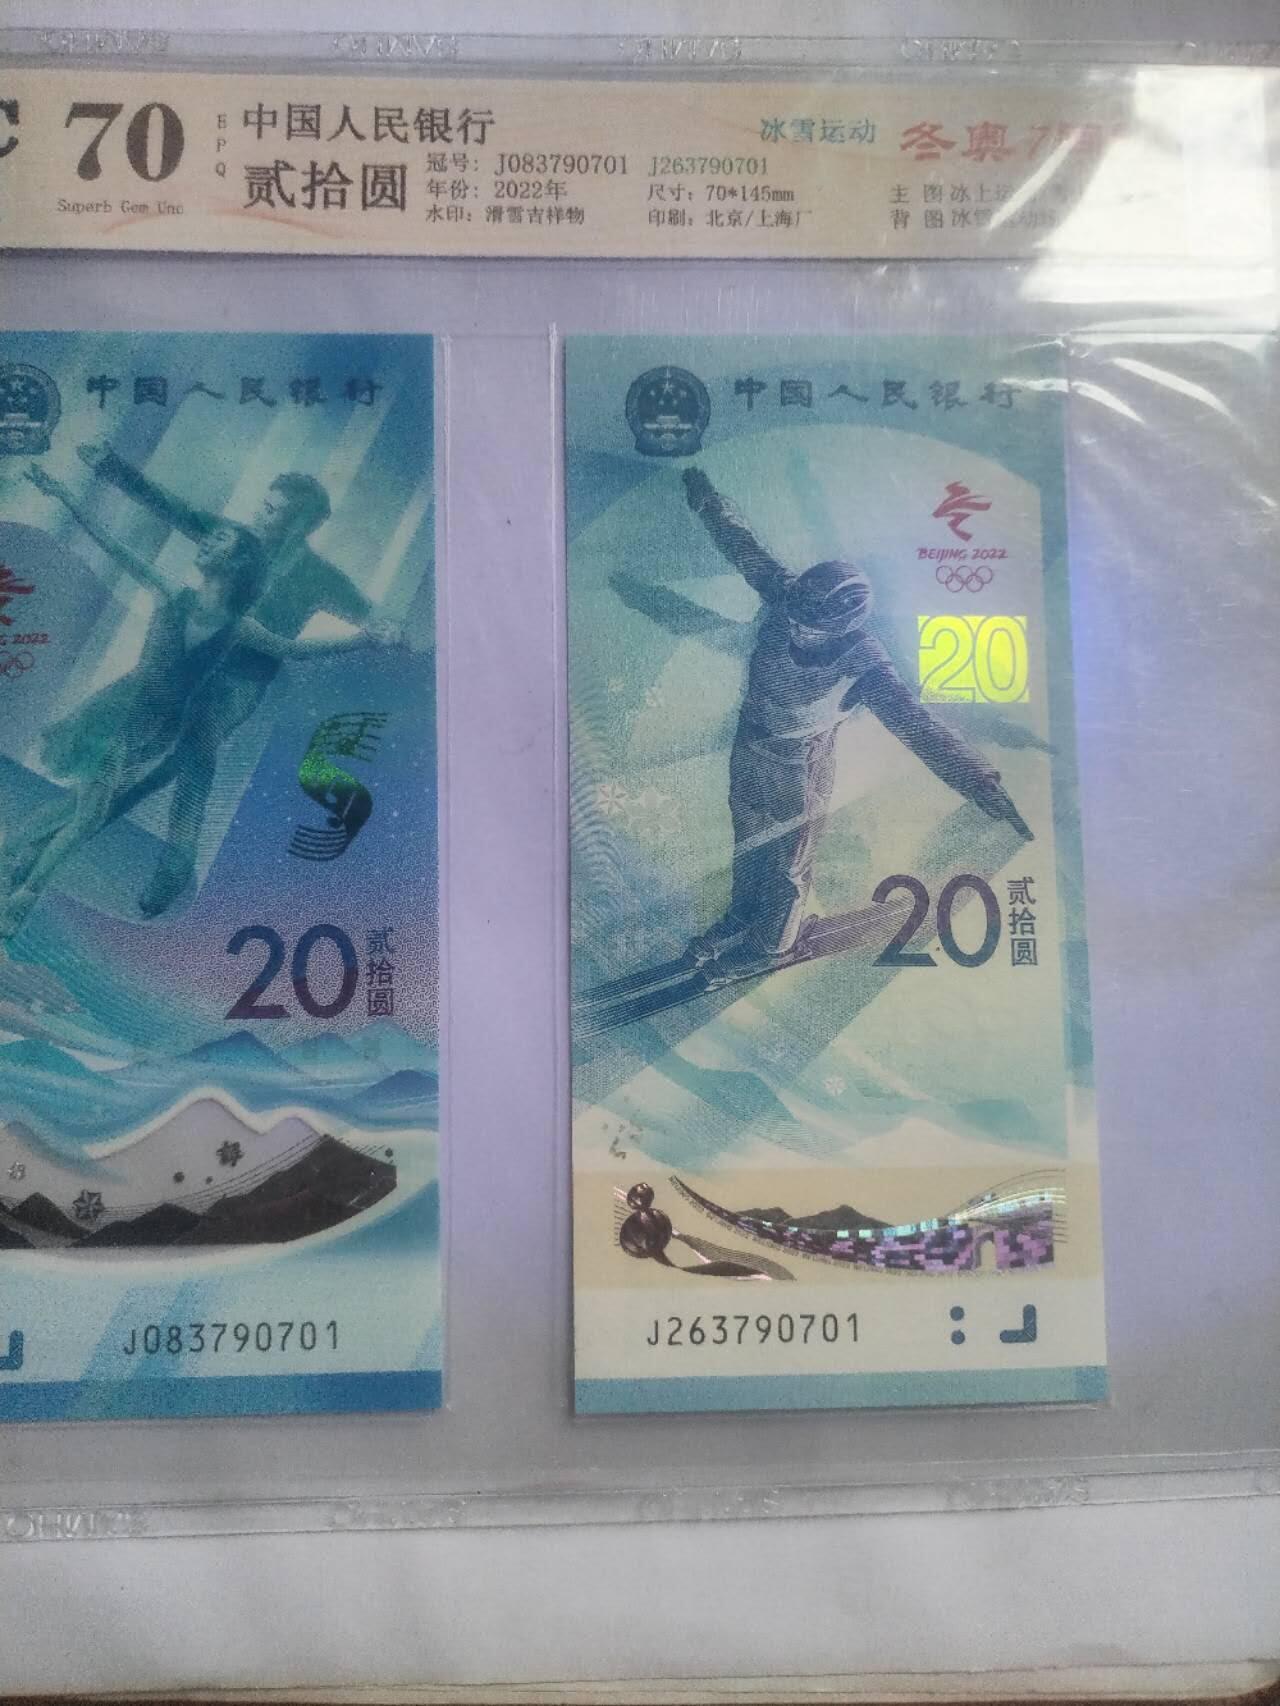 70
Superb Gem Unc
EPQ
中国人民银行
贰拾圆
冠号: J083790701 J263790701
年份: 2022年
水印: 滑雪吉祥物
尺寸: 70*145mm
印刷: 北京/上海厂
冰雪运动
冬奥
主图 冰上运
背图 冰雪
中国人民银行
2022
20
贰拾圆
J083790701
中国人民银行
BEIJING 2022
20
20
贰拾圆
J263790701